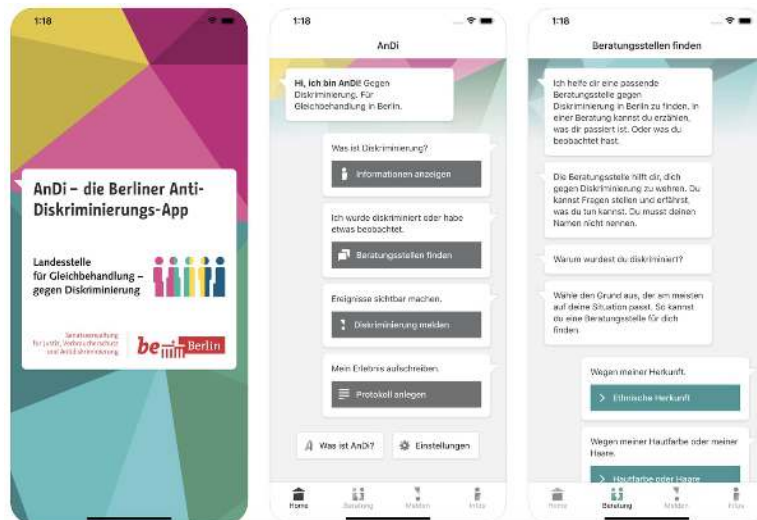 1:18
AnDi – die Berliner Anti-
Diskriminierungs-App
Landesstelle
für Gleichbehandlung –
gegen Diskriminierung
Senatsverwaltung
für Justiz, Verbraucherschutz
und Antidiskriminierung
be Berlin
1:18
AnDi
Hi, ich bin AnDi! Gegen
Diskriminierung. Für
Gleichbehandlung in Berlin.
Was ist Diskriminierung?
Informationen anzeigen
Ich wurde diskriminiert oder habe
etwas beobachtet.
Beratungsstellen finden
Ereignisse sichtbar machen.
Diskriminierung melden
Mein Erlebnis aufschreiben.
Protokoll anlegen
Was ist AnDi?
Einstellungen
Home
Beratung
Melden
Infos
1:18
Beratungsstellen finden
Ich helfe dir eine passende
Beratungsstelle gegen
Diskriminierung in Berlin zu finden. In
einer Beratung kannst du erzählen,
was dir passiert ist. Oder was du
beobachtet hast.
Die Beratungsstelle hilft dir, dich
gegen Diskriminierung zu wehren. Du
kannst Fragen stellen und erfährst,
was du tun kannst. Du musst deinen
Namen nicht nennen.
Warum wurdest du diskriminiert?
Wähle den Grund aus, der am meisten
auf deine Situation passt. So kannst
du eine Beratungsstelle für dich
finden.
Wegen meiner Herkunft.
Ethnische Herkunft
Wegen meiner Hautfarbe oder meiner
Haare.
Hautfarbe oder Haare
Home
Beratung
Melden
Infos